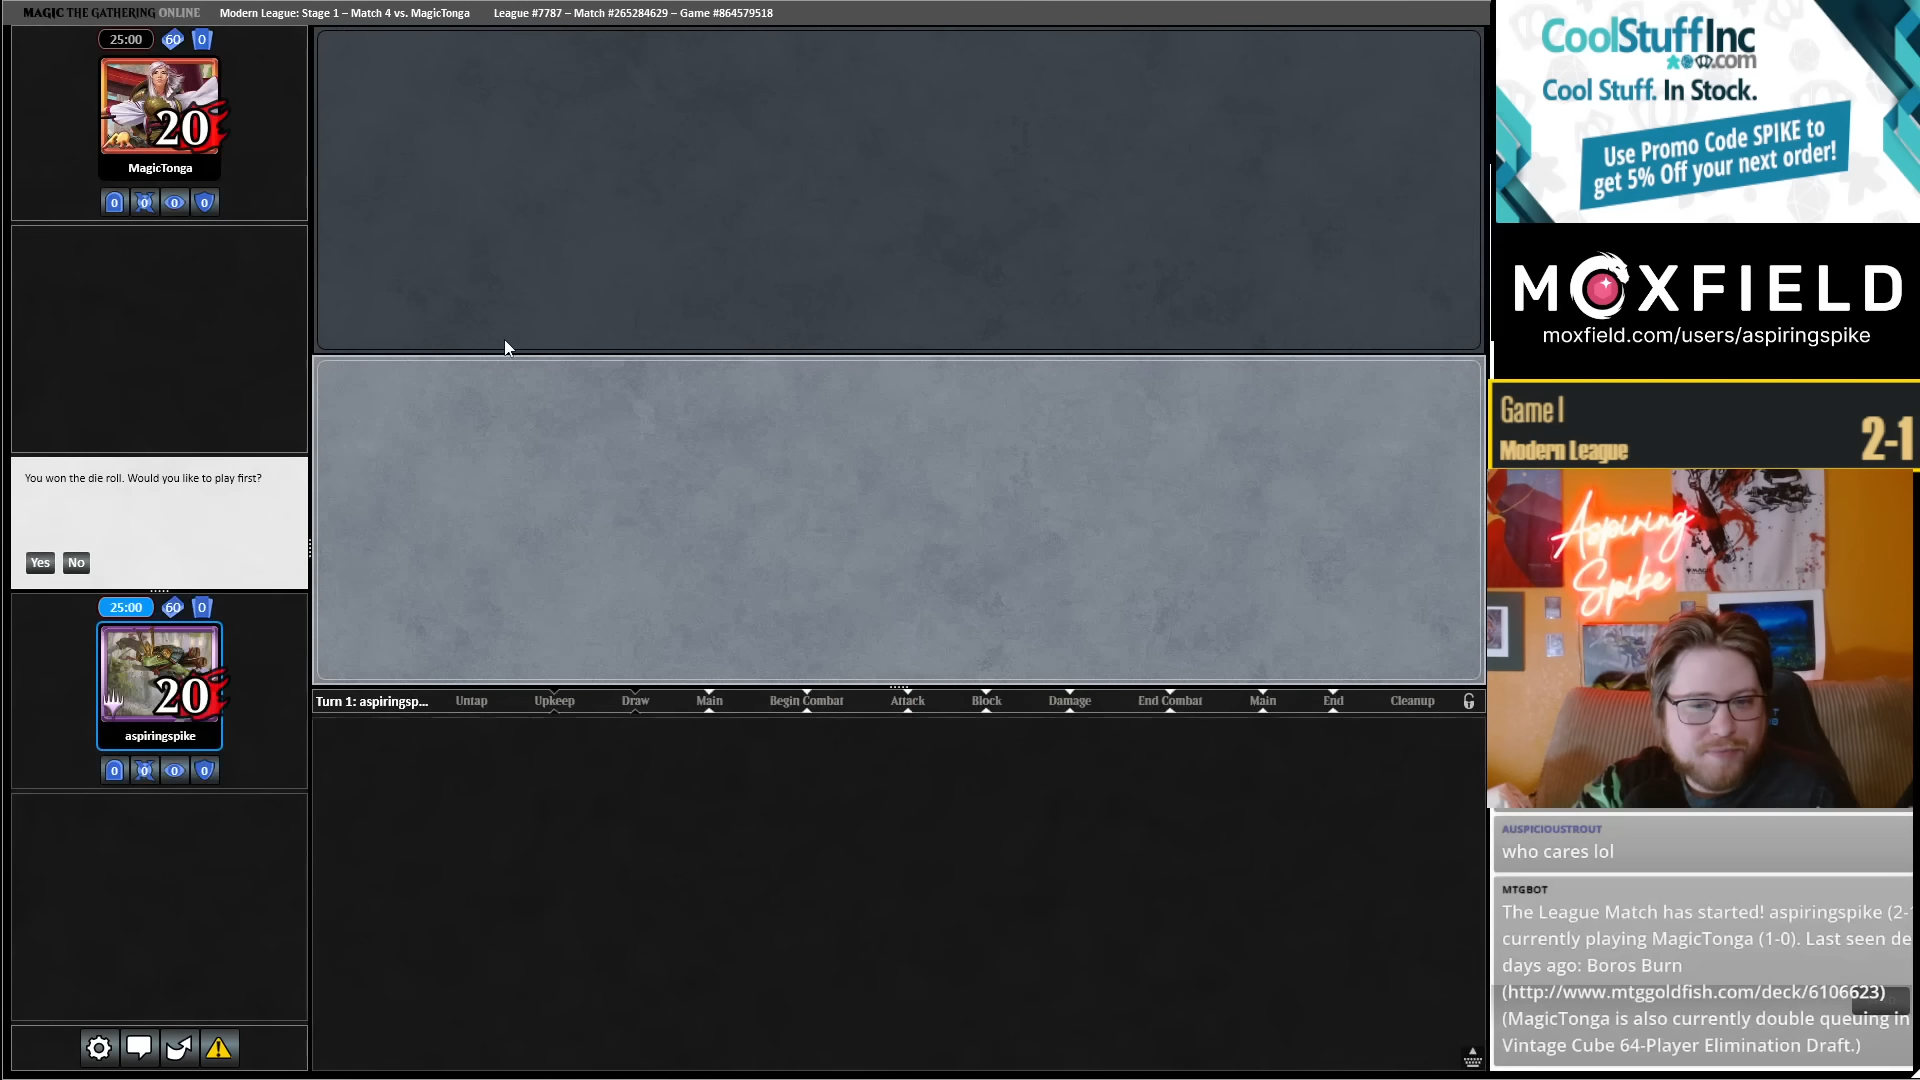 MAGIC THE GATHERING ONLINE
Modern League: Stage 1 – Match 4 vs. MagicTonga
League #7787 – Match #265284629 – Game #864579518
25:00 60 0
20
MagicTonga
0 0 0 0
You won the die roll. Would you like to play first?
Yes No
25:00 60 0
20
aspiringspike
0 0 0 0
Turn 1: aspiringsp... Untap Upkeep Draw Main Begin Combat Attack Block Damage End Combat Main End Cleanup
CoolStuffInc
.com
Cool Stuff. In Stock.
Use Promo Code SPIKE to
get 5% Off your next order!
MOXFIELD
moxfield.com/users/aspiringspike
Game 1
Modern League
2-1
Aspiring
Spike
AUSPICIOUSTROUT
who cares lol
MTGBOT
The League Match has started! aspiringspike (2-
currently playing MagicTonga (1-0). Last seen de
days ago: Boros Burn
(http://www.mtggoldfish.com/deck/6106623)
(MagicTonga is also currently double queuing in
Vintage Cube 64-Player Elimination Draft.)